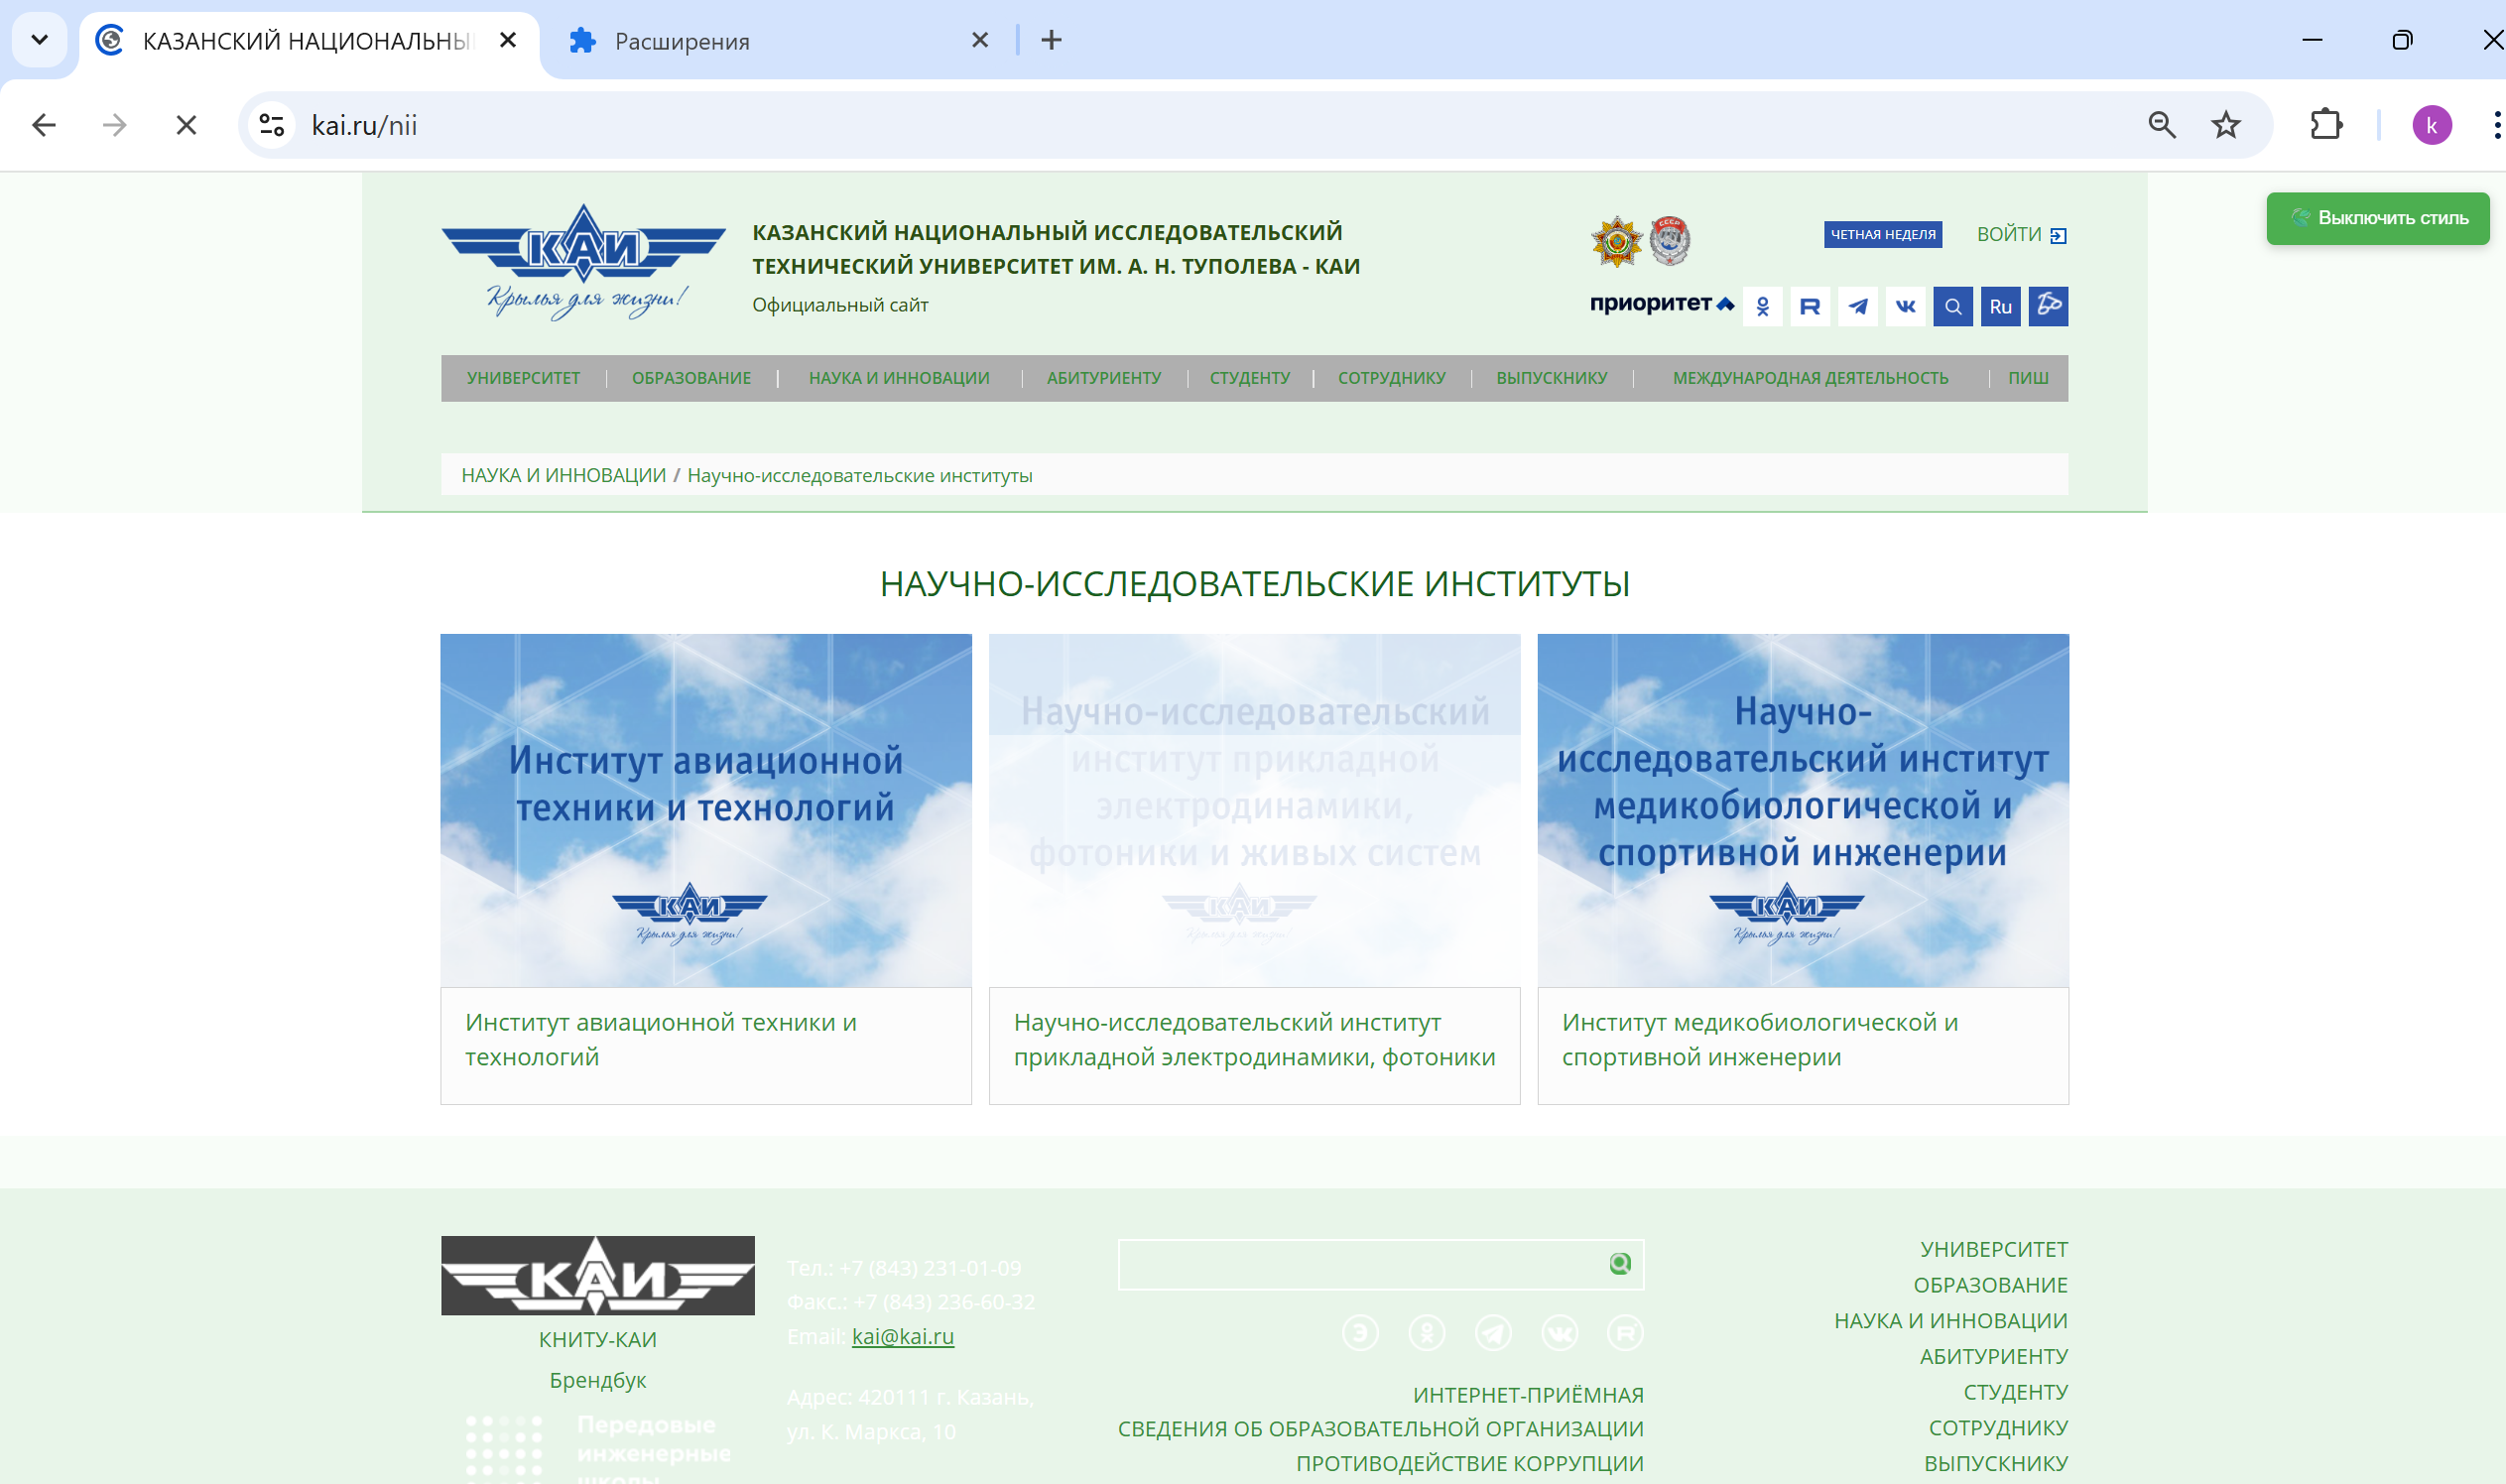 КАЗАНСКИЙ НАЦИОНАЛЬНЫ
Расширения
kai.ru/nii
k
КАИ
Крылья для жизни!
КАЗАНСКИЙ НАЦИОНАЛЬНЫЙ ИССЛЕДОВАТЕЛЬСКИЙ
ТЕХНИЧЕСКИЙ УНИВЕРСИТЕТ ИМ. А. Н. ТУПОЛЕВА - КАИ
Официальный сайт
СССР
ЧЕТНАЯ НЕДЕЛЯ
ВОЙТИ
Выключить стиль
приоритет
Ru
УНИВЕРСИТЕТ ОБРАЗОВАНИЕ НАУКА И ИННОВАЦИИ АБИТУРИЕНТУ СТУДЕНТУ СОТРУДНИКУ ВЫПУСКНИКУ МЕЖДУНАРОДНАЯ ДЕЯТЕЛЬНОСТЬ ПИШ
НАУКА И ИННОВАЦИИ / Научно-исследовательские институты
НАУЧНО-ИССЛЕДОВАТЕЛЬСКИЕ ИНСТИТУТЫ
Институт авиационной
техники и технологий
КАИ
Крылья для жизни!
Институт авиационной техники и
технологий
Научно-исследовательский
институт прикладной
электродинамики,
фотоники и живых систем
КАИ
Крылья для жизни!
Научно-исследовательский институт
прикладной электродинамики, фотоники
Научно-
исследовательский институт
медикобиологической и
спортивной инженерии
КАИ
Крылья для жизни!
Институт медикобиологической и
спортивной инженерии
КАИ
КНИТУ-КАИ
Брендбук
Передовые
инженерные
школы
Тел.: +7 (843) 231-01-09
Факс.: +7 (843) 236-60-32
Email: kai@kai.ru
Адрес: 420111 г. Казань,
ул. К. Маркса, 10
ИНТЕРНЕТ-ПРИЁМНАЯ
СВЕДЕНИЯ ОБ ОБРАЗОВАТЕЛЬНОЙ ОРГАНИЗАЦИИ
ПРОТИВОДЕЙСТВИЕ КОРРУПЦИИ
УНИВЕРСИТЕТ
ОБРАЗОВАНИЕ
НАУКА И ИННОВАЦИИ
АБИТУРИЕНТУ
СТУДЕНТУ
СОТРУДНИКУ
ВЫПУСКНИКУ